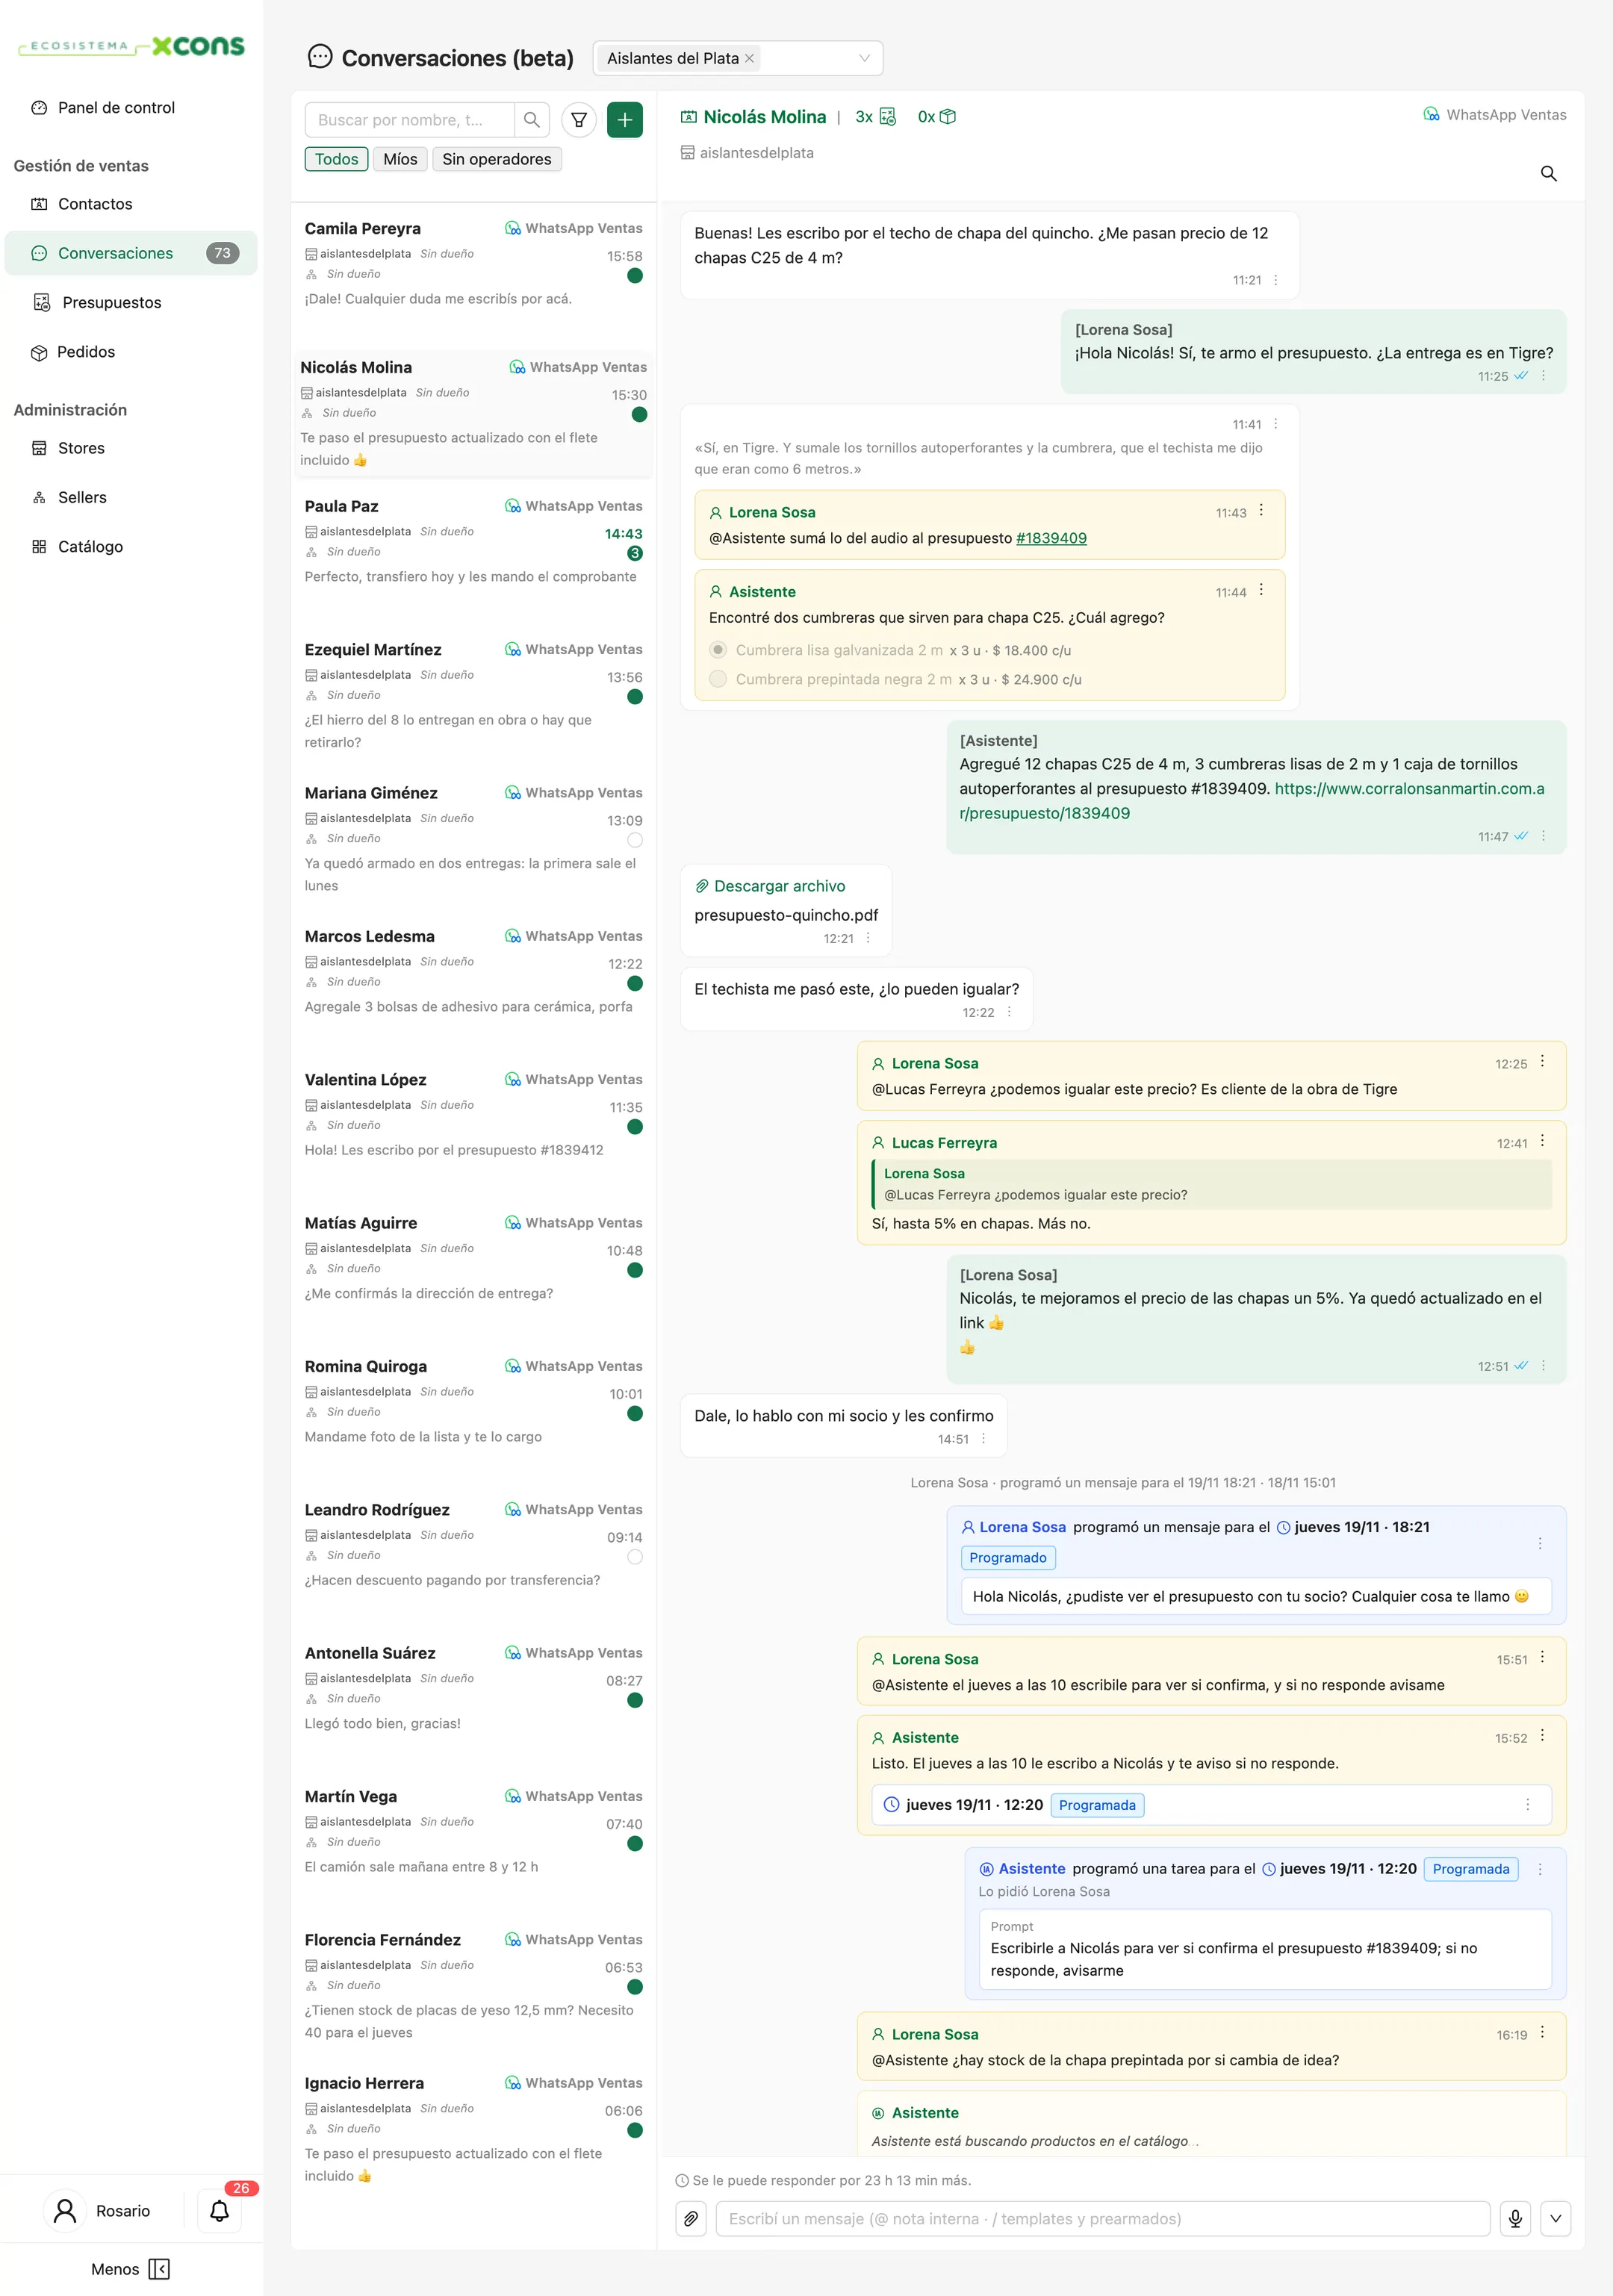 ECOSISTEMA xcons
Panel de control
Gestión de ventas
Contactos
Conversaciones 73
Presupuestos
Pedidos
Administración
Stores
Sellers
Catálogo
Rosario
26
Menos
Conversaciones (beta)
Aislantes del Plata
Buscar por nombre, t...
Todos Míos Sin operadores
Camila Pereyra WhatsApp Ventas
aislantesdelplata Sin dueño 15:58
Sin dueño
¡Dale! Cualquier duda me escribís por acá.
Nicolás Molina WhatsApp Ventas
aislantesdelplata Sin dueño 15:30
Sin dueño
Te paso el presupuesto actualizado con el flete
incluido 👍
Paula Paz WhatsApp Ventas
aislantesdelplata Sin dueño 14:43
Sin dueño 3
Perfecto, transfiero hoy y les mando el comprobante
Ezequiel Martínez WhatsApp Ventas
aislantesdelplata Sin dueño 13:56
Sin dueño
¿El hierro del 8 lo entregan en obra o hay que
retirarlo?
Mariana Giménez WhatsApp Ventas
aislantesdelplata Sin dueño 13:09
Sin dueño
Ya quedó armado en dos entregas: la primera sale el
lunes
Marcos Ledesma WhatsApp Ventas
aislantesdelplata Sin dueño 12:22
Sin dueño
Agregale 3 bolsas de adhesivo para cerámica, porfa
Valentina López WhatsApp Ventas
aislantesdelplata Sin dueño 11:35
Sin dueño
Hola! Les escribo por el presupuesto #1839412
Matías Aguirre WhatsApp Ventas
aislantesdelplata Sin dueño 10:48
Sin dueño
¿Me confirmás la dirección de entrega?
Romina Quiroga WhatsApp Ventas
aislantesdelplata Sin dueño 10:01
Sin dueño
Mandame foto de la lista y te lo cargo
Leandro Rodríguez WhatsApp Ventas
aislantesdelplata Sin dueño 09:14
Sin dueño
¿Hacen descuento pagando por transferencia?
Antonella Suárez WhatsApp Ventas
aislantesdelplata Sin dueño 08:27
Sin dueño
Llegó todo bien, gracias!
Martín Vega WhatsApp Ventas
aislantesdelplata Sin dueño 07:40
Sin dueño
El camión sale mañana entre 8 y 12 h
Florencia Fernández WhatsApp Ventas
aislantesdelplata Sin dueño 06:53
Sin dueño
¿Tienen stock de placas de yeso 12,5 mm? Necesito
40 para el jueves
Ignacio Herrera WhatsApp Ventas
aislantesdelplata Sin dueño 06:06
Sin dueño
Te paso el presupuesto actualizado con el flete
incluido 👍
Nicolás Molina | 3x 0x WhatsApp Ventas
aislantesdelplata
Buenas! Les escribo por el techo de chapa del quincho. ¿Me pasan precio de 12
chapas C25 de 4 m?
11:21
[Lorena Sosa]
¡Hola Nicolás! Sí, te armo el presupuesto. ¿La entrega es en Tigre?
11:25
11:41
«Sí, en Tigre. Y sumale los tornillos autoperforantes y la cumbrera, que el techista me dijo
que eran como 6 metros.»
Lorena Sosa 11:43
@Asistente sumá lo del audio al presupuesto #1839409
Asistente 11:44
Encontré dos cumbreras que sirven para chapa C25. ¿Cuál agrego?
Cumbrera lisa galvanizada 2 m x 3 u · $ 18.400 c/u
Cumbrera prepintada negra 2 m x 3 u · $ 24.900 c/u
[Asistente]
Agregué 12 chapas C25 de 4 m, 3 cumbreras lisas de 2 m y 1 caja de tornillos
autoperforantes al presupuesto #1839409. https://www.corralonsanmartin.com.a
r/presupuesto/1839409
11:47
Descargar archivo
presupuesto-quincho.pdf
12:21
El techista me pasó este, ¿lo pueden igualar?
12:22
Lorena Sosa 12:25
@Lucas Ferreyra ¿podemos igualar este precio? Es cliente de la obra de Tigre
Lucas Ferreyra 12:41
Lorena Sosa
@Lucas Ferreyra ¿podemos igualar este precio?
Sí, hasta 5% en chapas. Más no.
[Lorena Sosa]
Nicolás, te mejoramos el precio de las chapas un 5%. Ya quedó actualizado en el
link 👍
👍
12:51
Dale, lo hablo con mi socio y les confirmo
14:51
Lorena Sosa · programó un mensaje para el 19/11 18:21 · 18/11 15:01
Lorena Sosa programó un mensaje para el jueves 19/11 · 18:21
Programado
Hola Nicolás, ¿pudiste ver el presupuesto con tu socio? Cualquier cosa te llamo 🙂
Lorena Sosa 15:51
@Asistente el jueves a las 10 escribile para ver si confirma, y si no responde avisame
Asistente 15:52
Listo. El jueves a las 10 le escribo a Nicolás y te aviso si no responde.
jueves 19/11 · 12:20 Programada
Asistente programó una tarea para el jueves 19/11 · 12:20 Programada
Lo pidió Lorena Sosa
Prompt
Escribirle a Nicolás para ver si confirma el presupuesto #1839409; si no
responde, avisarme
Lorena Sosa 16:19
@Asistente ¿hay stock de la chapa prepintada por si cambia de idea?
Asistente
Asistente está buscando productos en el catálogo...
Se le puede responder por 23 h 13 min más.
Escribí un mensaje (@ nota interna · / templates y prearmados)